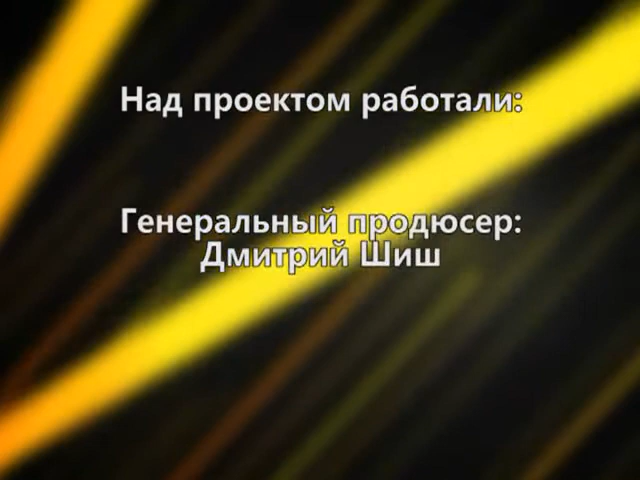 Над проектом работали:
Генеральный продюсер:
Дмитрий Шиш